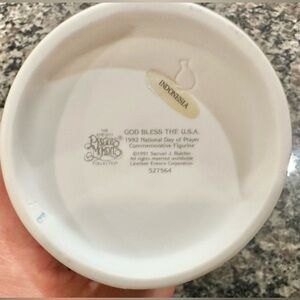 INDONESIA
THE
ENESCO
Precious
Moments
COLLECTION
GOD BLESS THE U.S.A.
1992 National Day of Prayer
Commemorative Figurine
©1991 Samuel J. Butcher
All rights reserved worldwide
Licensee Enesco Corporation
527564